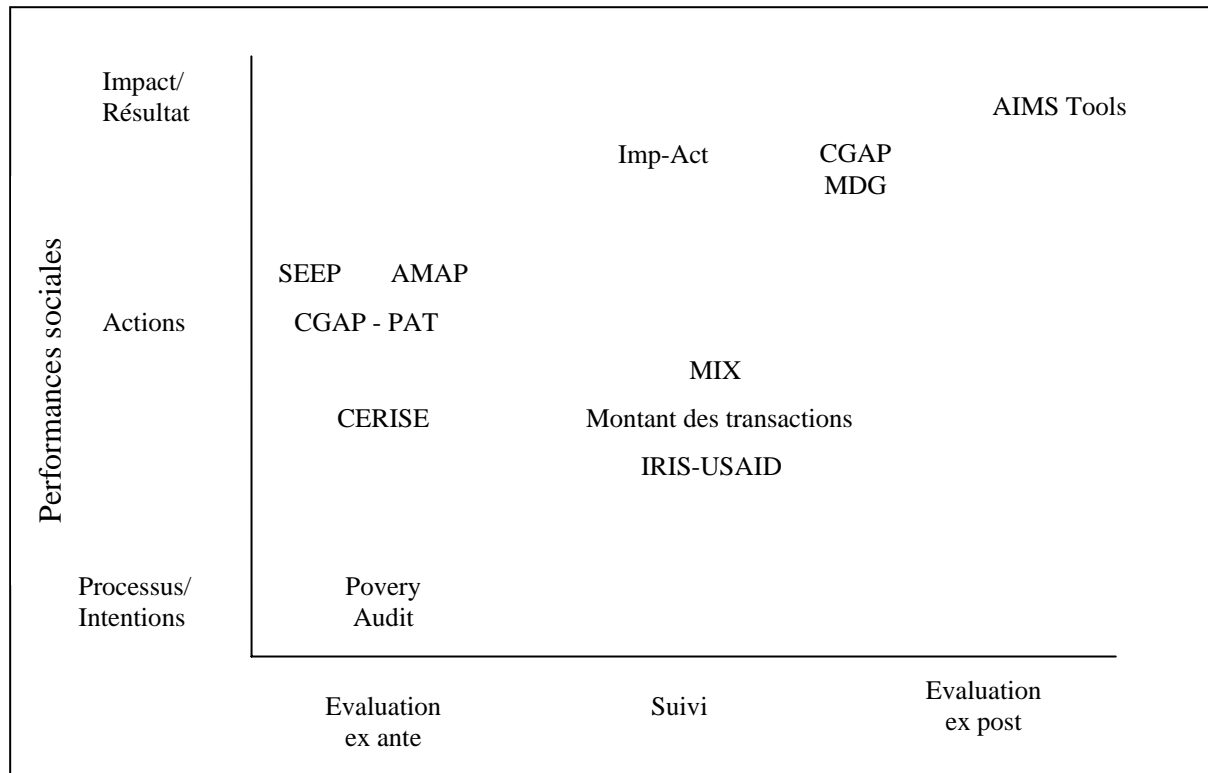 Impact/
Résultat
AIMS Tools
Imp-Act
CGAP
MDG
Performances sociales
SEEP
AMAP
Actions
CGAP - PAT
MIX
CERISE
Montant des transactions
IRIS-USAID
Processus/
Intentions
Povery
Audit
Evaluation
ex ante
Suivi
Evaluation
ex post